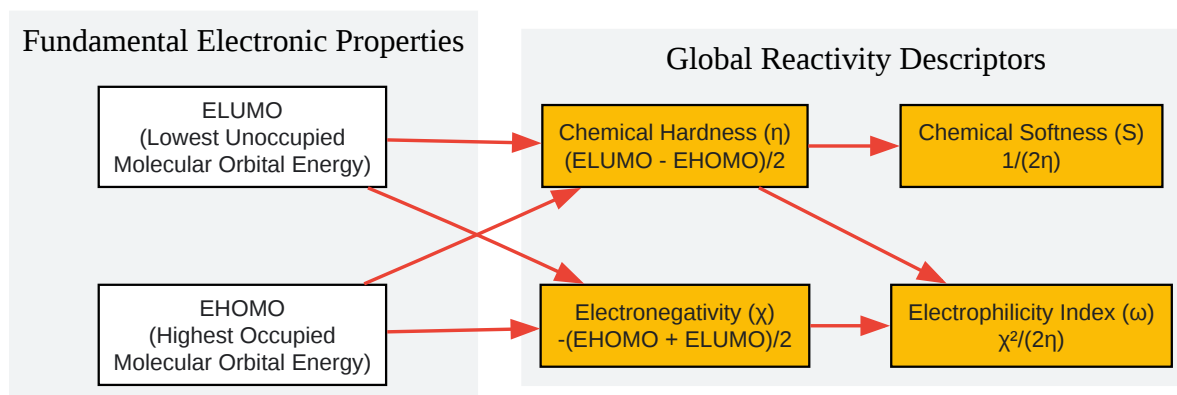 Fundamental Electronic Properties
ELUMO
(Lowest Unoccupied
Molecular Orbital Energy)
EHOMO
(Highest Occupied
Molecular Orbital Energy)
Global Reactivity Descriptors
Chemical Hardness (η)
(ELUMO - EHOMO)/2
Chemical Softness (S)
1/(2η)
Electronegativity (χ)
-(EHOMO + ELUMO)/2
Electrophilicity Index (ω)
χ²/(2η)